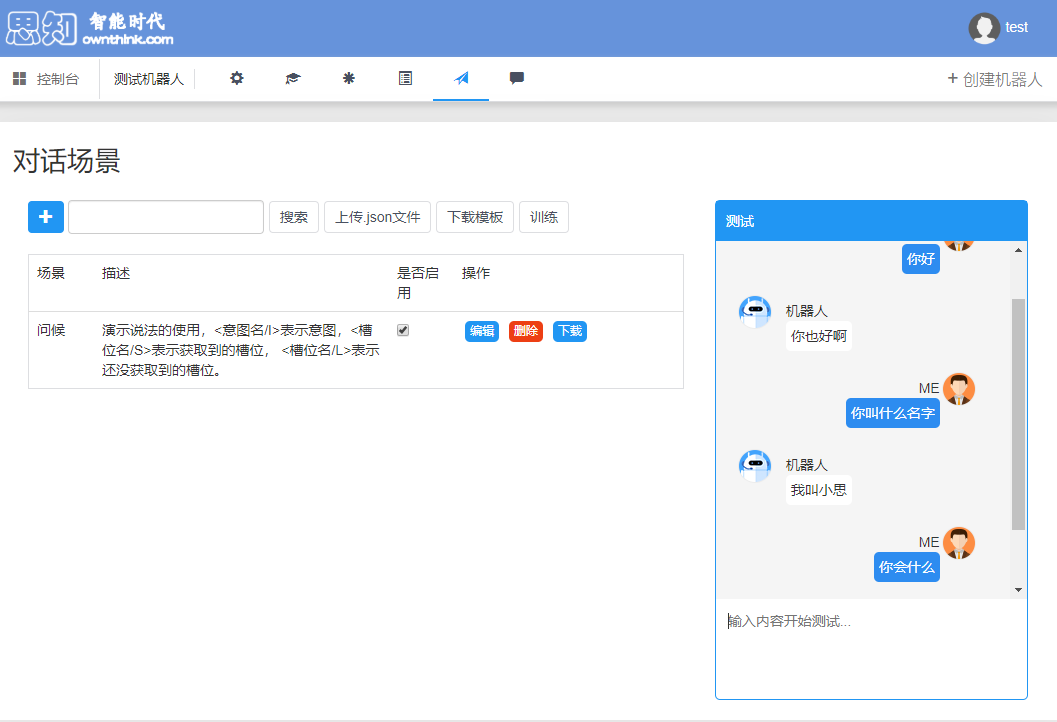 思知 智能时代
ownthink.com
test
控制台
测试机器人
+ 创建机器人
对话场景
搜索
上传.json文件
下载模板
训练
场景 描述 是否启
用 操作
问候 演示说法的使用，<意图名/I>表示意图，<槽
位名/S>表示获取到的槽位， <槽位名/L>表示
还没获取到的槽位。
编辑 删除 下载
测试
你好
机器人
你也好啊
ME
你叫什么名字
机器人
我叫小思
ME
你会什么
输入内容开始测试...